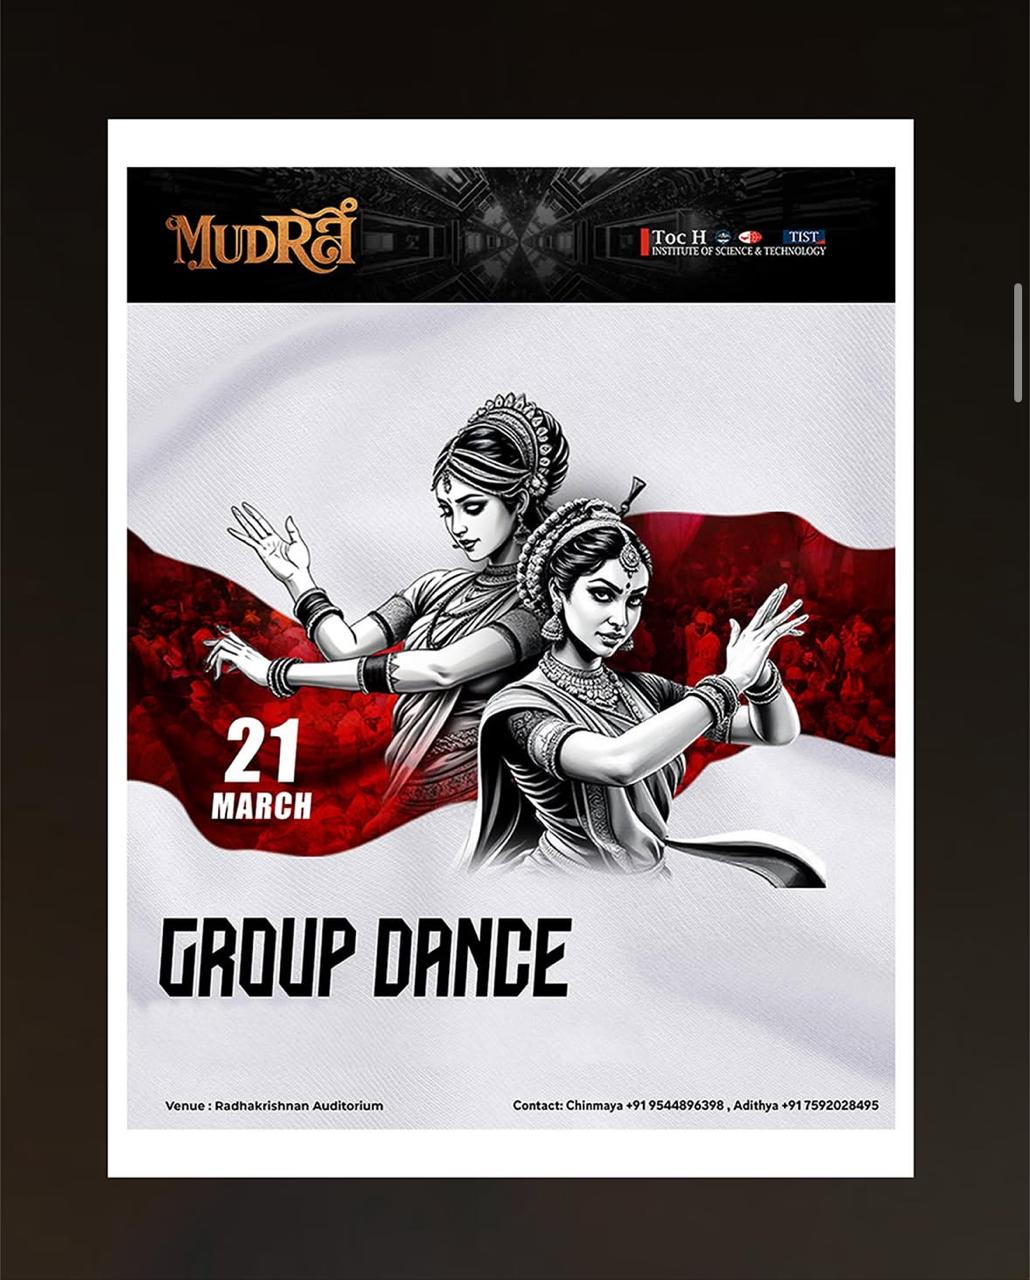 MUDRA
Toc H TIST
INSTITUTE OF SCIENCE & TECHNOLOGY
21
MARCH
GROUP DANCE
Venue : Radhakrishnan Auditorium
Contact: Chinmaya +91 9544896398 , Adithya +91 7592028495